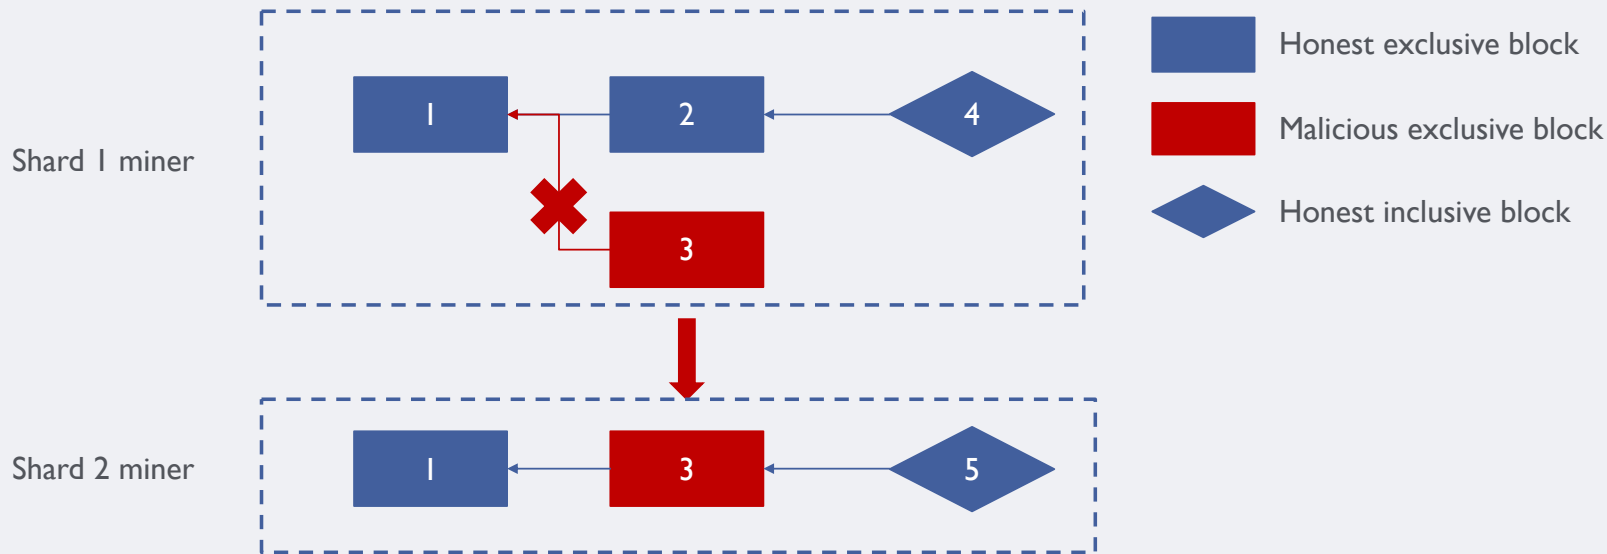 1
2
4
Honest exclusive block
Malicious exclusive block
Shard 1 miner
Honest inclusive block
3
Shard 2 miner
1
3
5